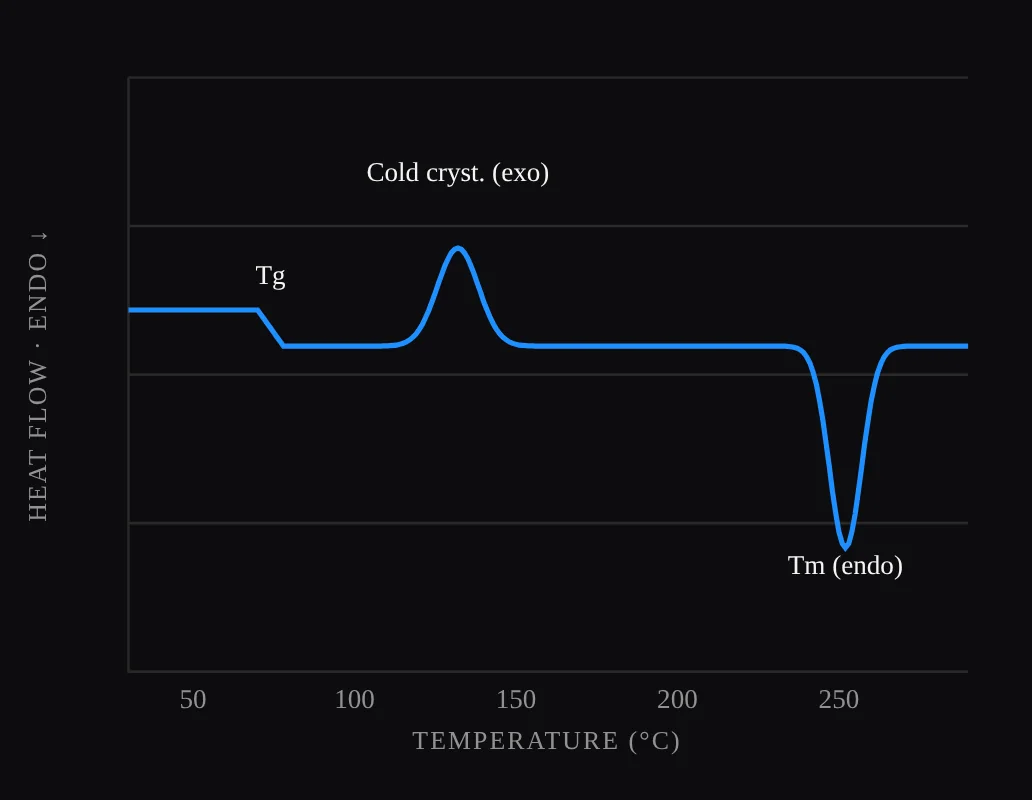 Cold cryst. (exo)
Tg
HEAT FLOW · ENDO ↓
Tm (endo)
50 100 150 200 250
TEMPERATURE (°C)